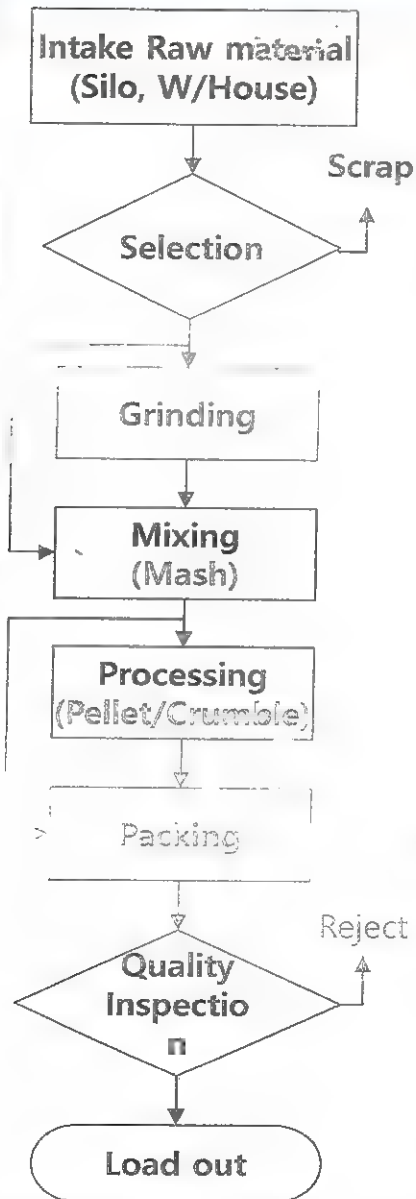 Intake Raw material
(Silo, W/House)
Scrap
Selection
Grinding
Mixing
(Mash)
Processing
(Pellet/Crumble)
Packing
Reject
Quality
Inspectio
n
Load out